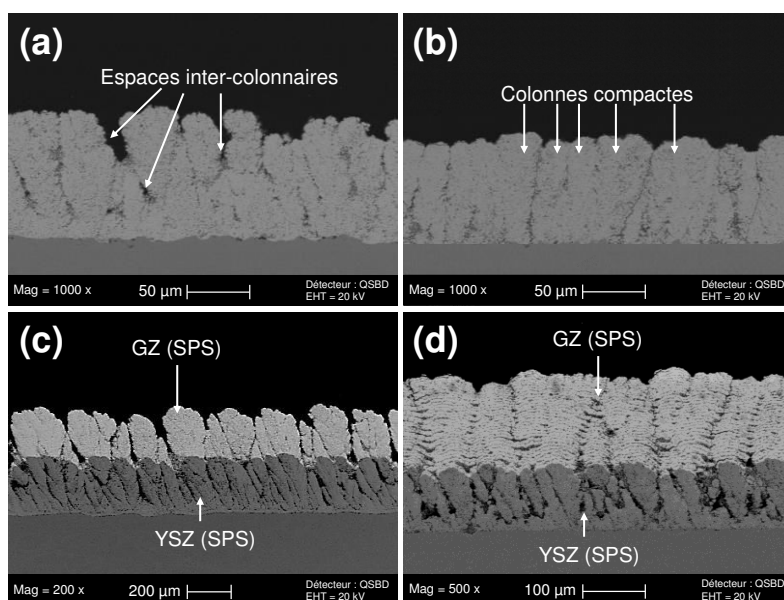 (a)
Espaces inter-colonnaires
Mag = 1000 x
50 µm
Détecteur : QSBD
EHT = 20 kV
(b)
Colonnes compactes
Mag = 1000 x
50 µm
Détecteur : QSBD
EHT = 20 kV
(c)
GZ (SPS)
YSZ (SPS)
Mag = 200 x
200 µm
Détecteur : QSBD
EHT = 20 kV
(d)
GZ (SPS)
YSZ (SPS)
Mag = 500 x
100 µm
Détecteur : QSBD
EHT = 20 kV